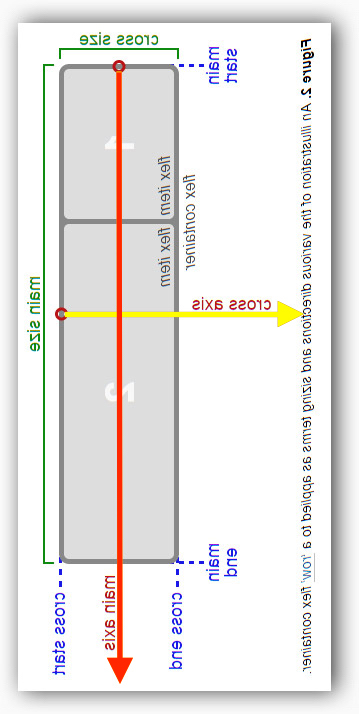 cross size
main start
1
flex item
flex container
flex item
main size
cross axis
2
main end
main axis
cross start
cross end
Figure 2. An illustration of the various directions and sizing terms as applied to a ‘row’ flex container.